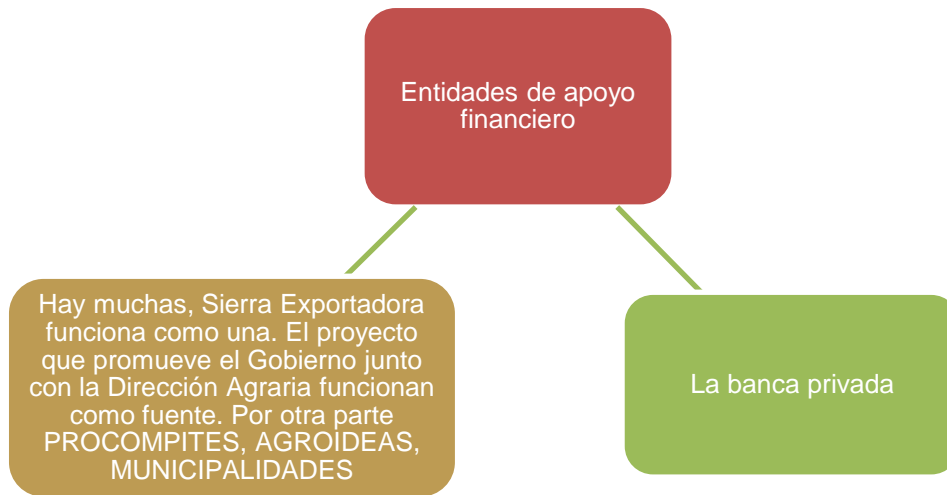 Entidades de apoyo
financiero
Hay muchas, Sierra Exportadora
funciona como una. El proyecto
que promueve el Gobierno junto
con la Dirección Agraria funcionan
como fuente. Por otra parte
PROCOMPITES, AGROIDEAS,
MUNICIPALIDADES
La banca privada